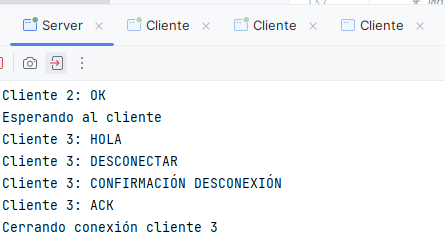 Server Cliente Cliente Cliente
Cliente 2: OK
Esperando al cliente
Cliente 3: HOLA
Cliente 3: DESCONECTAR
Cliente 3: CONFIRMACIÓN DESCONEXIÓN
Cliente 3: ACK
Cerrando conexión cliente 3